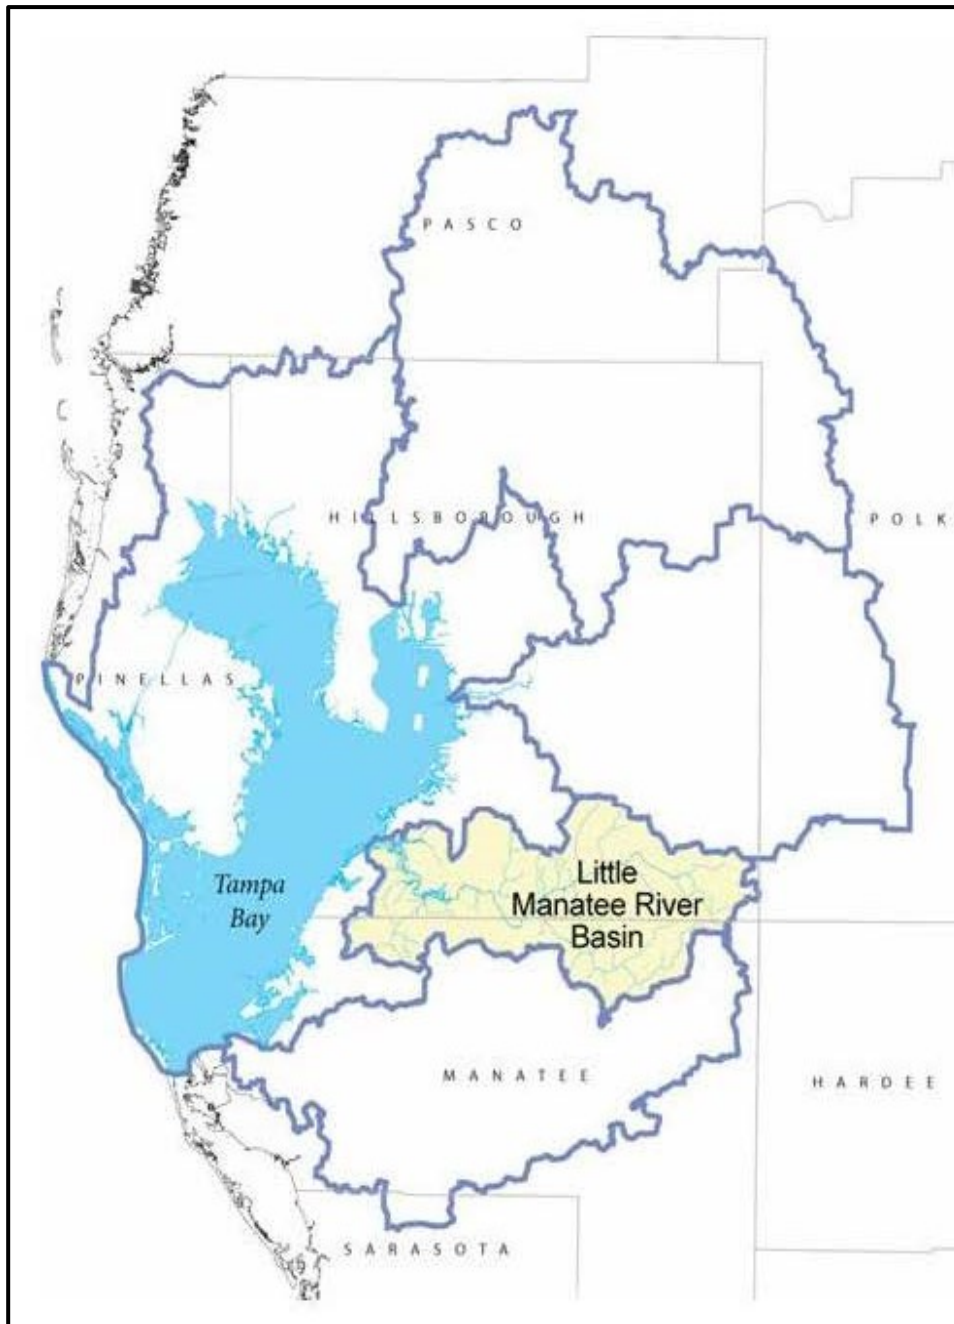 PASCO
HILLSBOROUGH
POLK
PINELLAS
Tampa
Bay
Little
Manatee River
Basin
MANATEE
HARDEE
SARASOTA